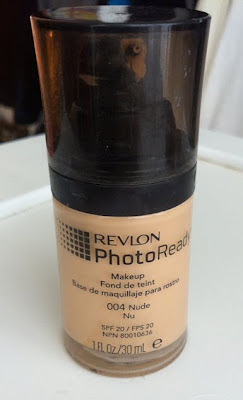 REVLON
PhotoReady
Makeup
Fond de teint
Base de maquillaje para rostro
004 Nude
Nu
SPF 20 / FPS 20
NPN 80010636
1 FL Oz/30 mL e